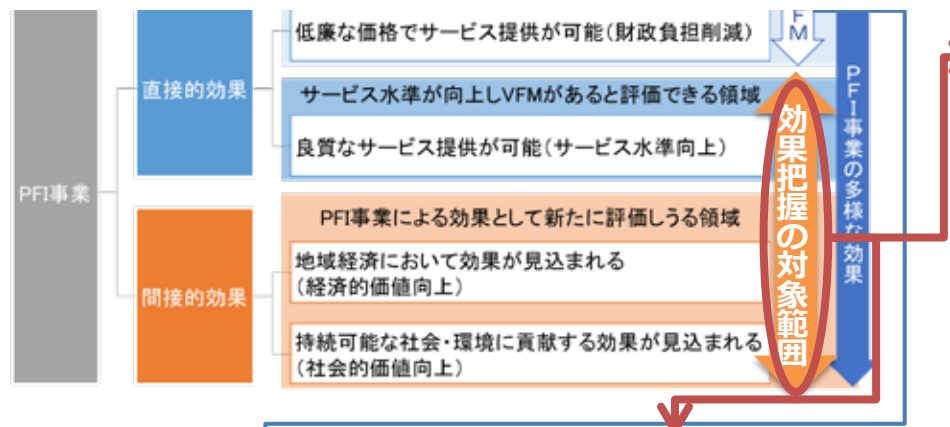 PFI事業
直接的効果
低廉な価格でサービス提供が可能(財政負担削減)
サービス水準が向上しVFMがあると評価できる領域
良質なサービス提供が可能(サービス水準向上)
間接的効果
PFI事業による効果として新たに評価しうる領域
地域経済において効果が見込まれる
(経済的価値向上)
持続可能な社会・環境に貢献する効果が見込まれる
(社会的価値向上)
FM
効果把握の対象範囲
PFI事業の多様な効果